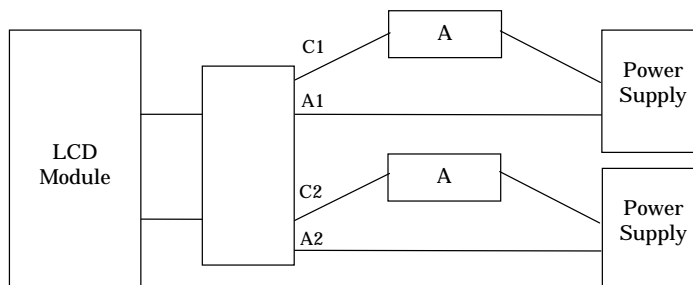 LCD
Module
C1
A
A1
Power
Supply
C2
A
A2
Power
Supply